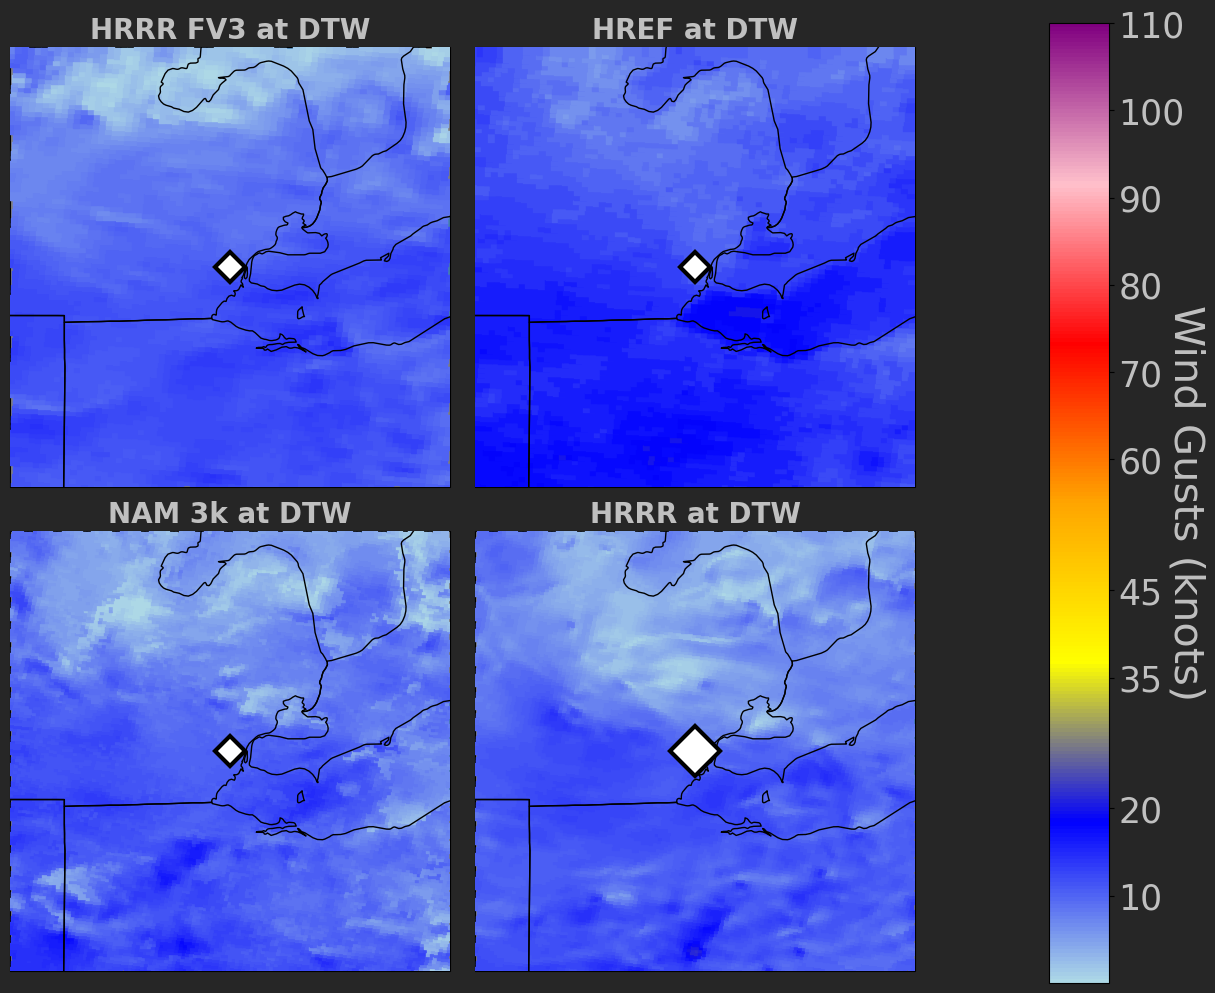 HRRR FV3 at DTW
HREF at DTW
NAM 3k at DTW
HRRR at DTW
110
100
90
80
70
60
45
35
20
10
Wind Gusts (knots)